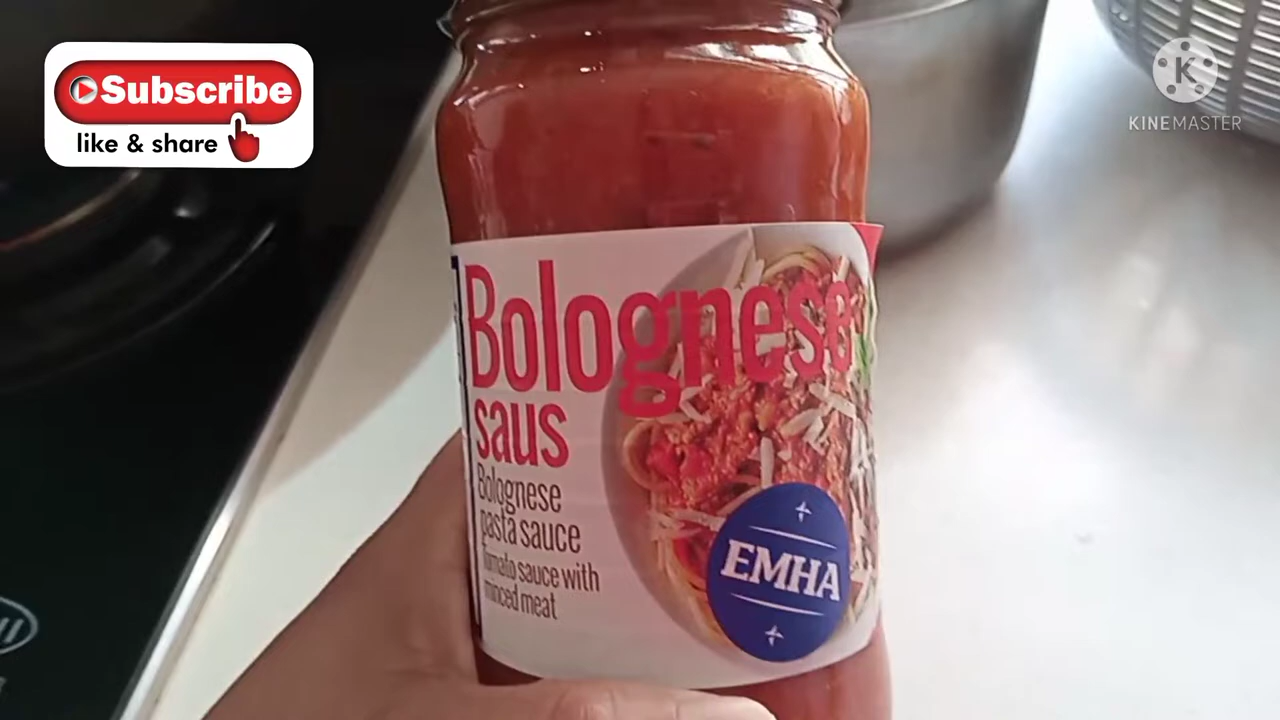 Subscribe
like & share
KINEMASTER
Bolognese
saus
Bolognese
pasta sauce
Tomato sauce with
minced meat
EMHA